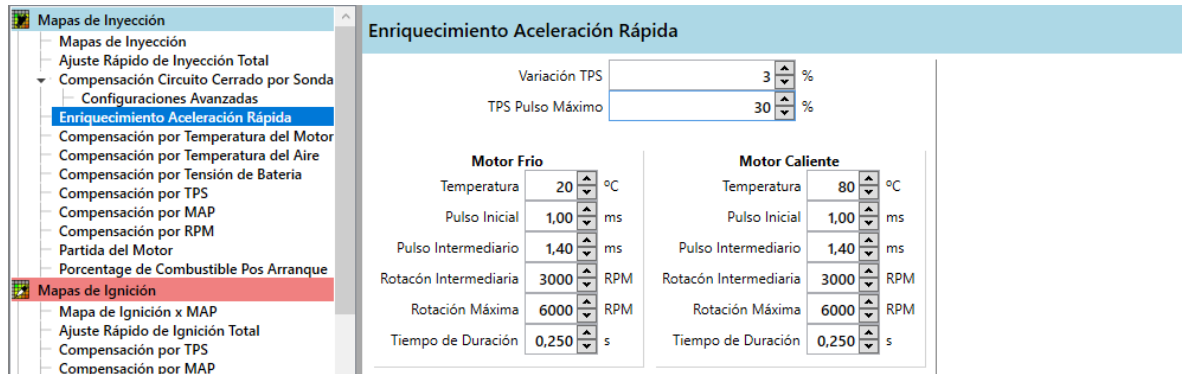 Mapas de Inyección
Mapas de Inyección
Ajuste Rápido de Inyección Total
Compensación Circuito Cerrado por Sonda
Configuraciones Avanzadas
Enriquecimiento Aceleración Rápida
Compensación por Temperatura del Motor
Compensación por Temperatura del Aire
Compensación por Tensión de Bateria
Compensación por TPS
Compensación por MAP
Compensación por RPM
Partida del Motor
Porcentage de Combustible Pos Arranque
Mapas de Ignición
Mapa de Ignición x MAP
Ajuste Rápido de Ignición Total
Compensación por TPS
Compensación por MAP
Enriquecimiento Aceleración Rápida
Variación TPS 3 %
TPS Pulso Máximo 30 %
Motor Frio
Temperatura 20 ºC
Pulso Inicial 1,00 ms
Pulso Intermediario 1,40 ms
Rotacón Intermediaria 3000 RPM
Rotación Máxima 6000 RPM
Tiempo de Duración 0,250 s
Motor Caliente
Temperatura 80 ºC
Pulso Inicial 1,00 ms
Pulso Intermediario 1,40 ms
Rotacón Intermediaria 3000 RPM
Rotación Máxima 6000 RPM
Tiempo de Duración 0,250 s